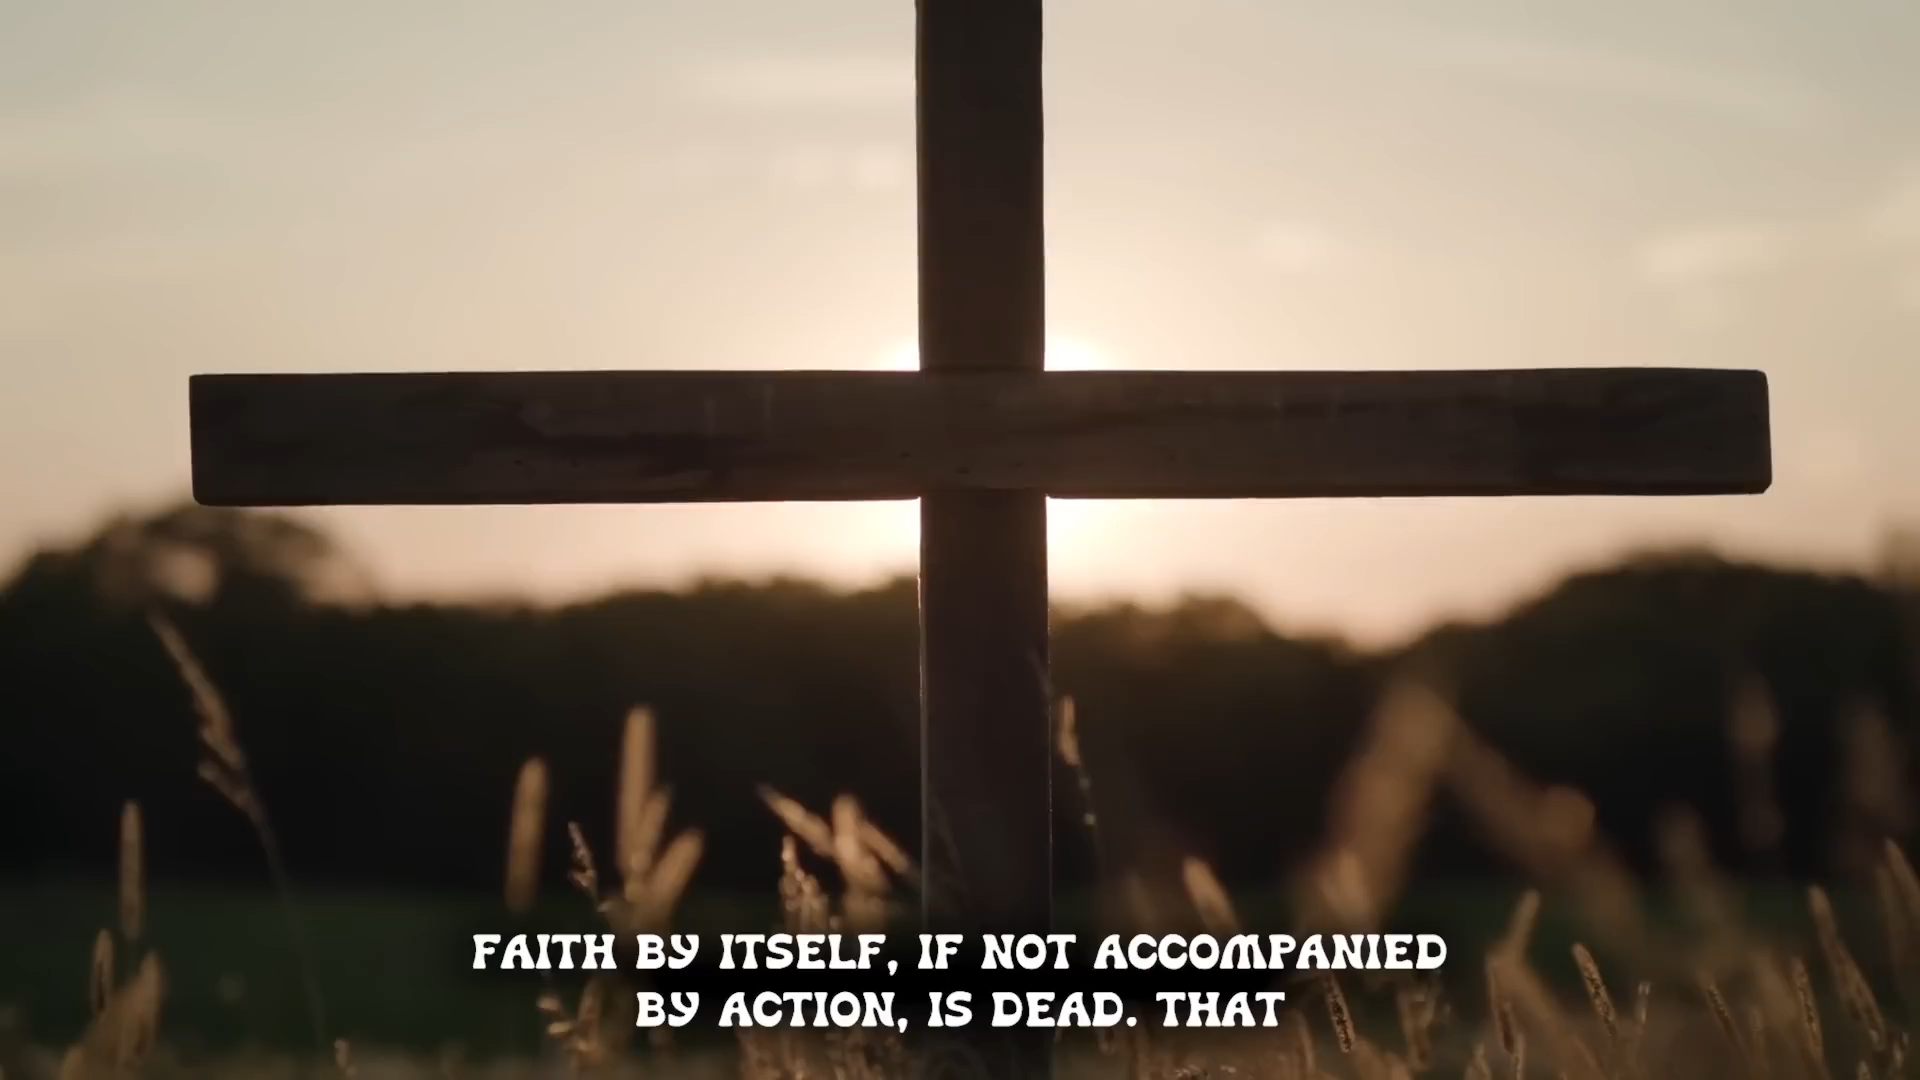 FAITH BY ITSELF, IF NOT ACCOMPANIED
BY ACTION, IS DEAD. THAT